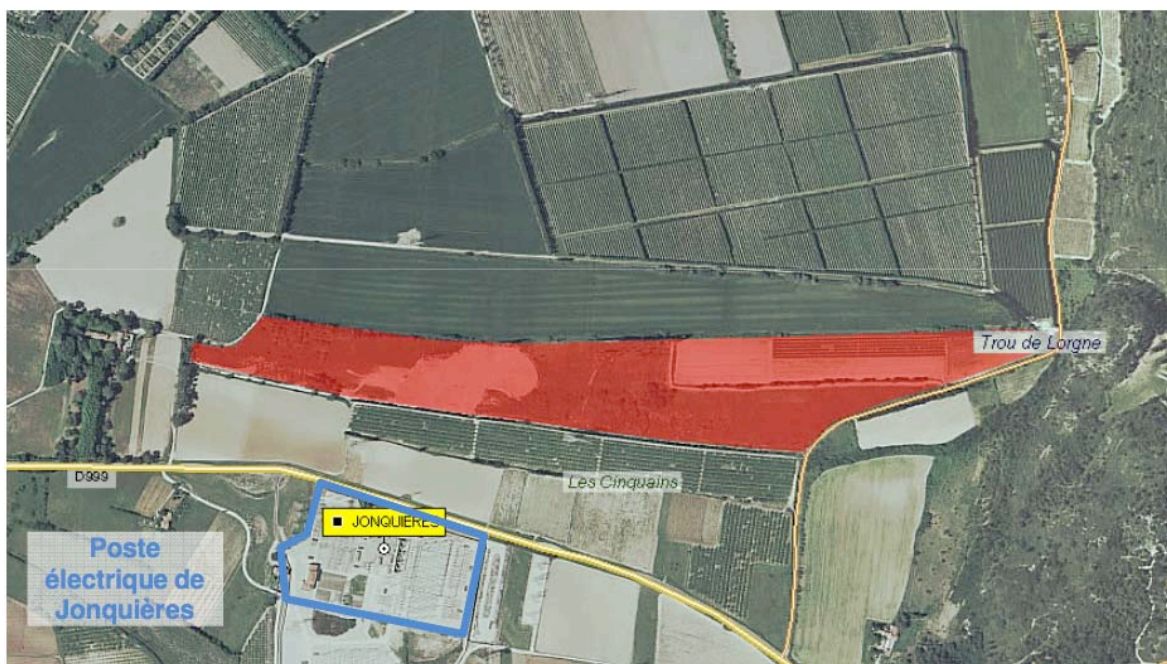 Trou de Lorgne
D999
Les Cinquains
JONQUIERES
Poste
électrique de
Jonquières